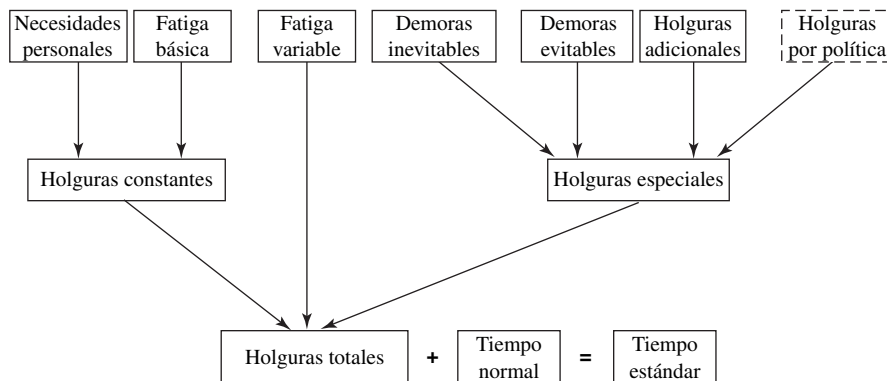 Necesidades
personales
Fatiga
básica
Fatiga
variable
Demoras
inevitables
Demoras
evitables
Holguras
adicionales
Holguras
por política
Holguras constantes
Holguras especiales
Holguras totales
+
Tiempo
normal
=
Tiempo
estándar